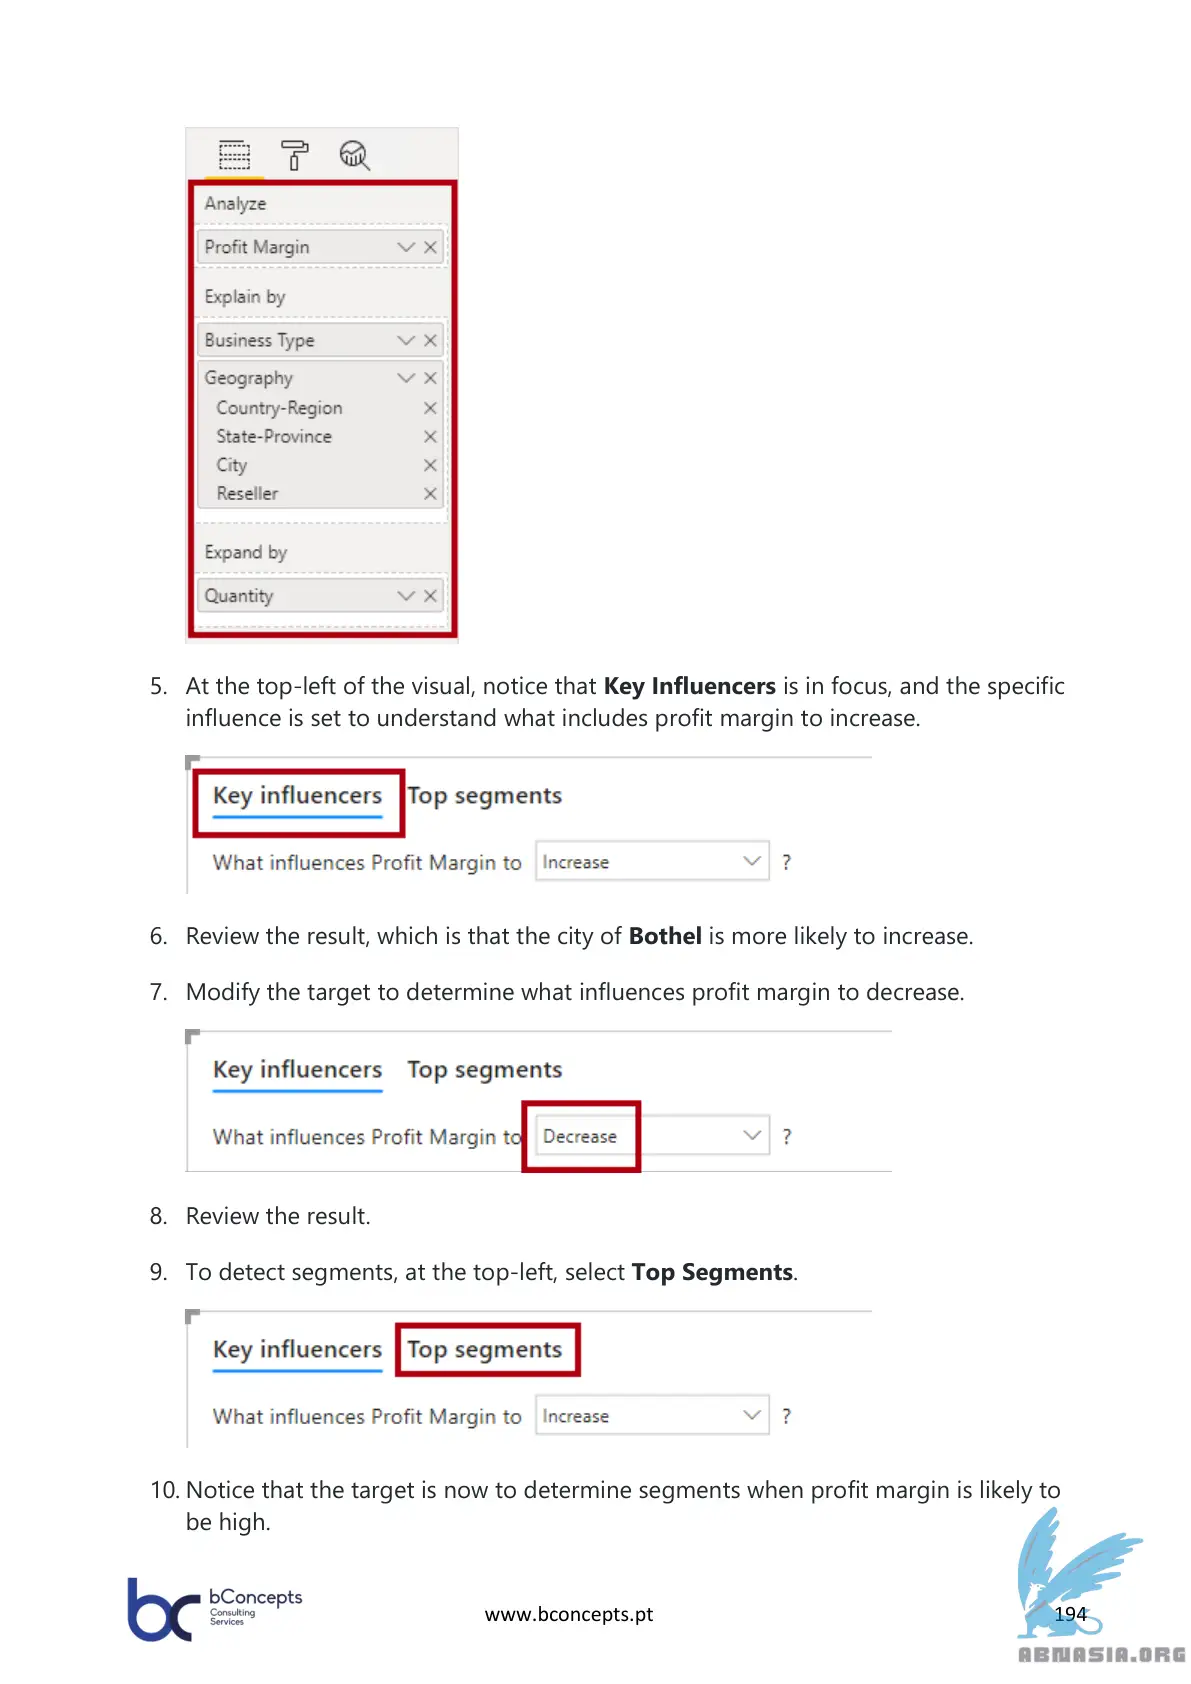 Analyze
Profit Margin
Explain by
Business Type
Geography
Country-Region
State-Province
City
Reseller
Expand by
Quantity
5. At the top-left of the visual, notice that Key Influencers is in focus, and the specific
influence is set to understand what includes profit margin to increase.
Key influencers Top segments
What influences Profit Margin to Increase ?
6. Review the result, which is that the city of Bothel is more likely to increase.
7. Modify the target to determine what influences profit margin to decrease.
Key influencers Top segments
What influences Profit Margin to Decrease ?
8. Review the result.
9. To detect segments, at the top-left, select Top Segments.
Key influencers Top segments
What influences Profit Margin to Increase ?
10. Notice that the target is now to determine segments when profit margin is likely to
be high.
bc bConcepts
Consulting
Services
www.bconcepts.pt
194
ABNASIA.ORG